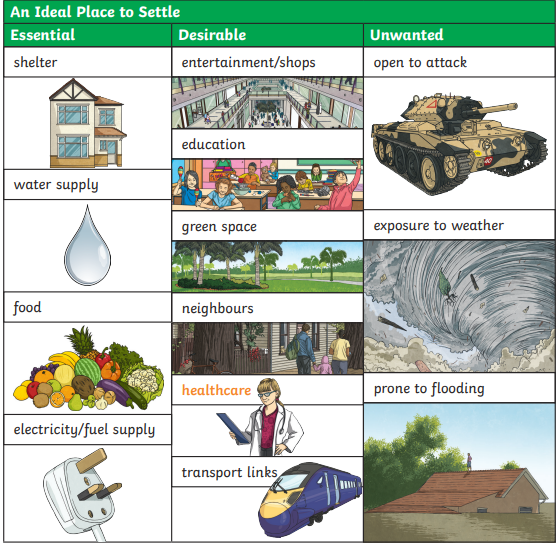 An Ideal Place to Settle
Essential
Desirable
Unwanted
shelter
entertainment/shops
open to attack
education
water supply
green space
exposure to weather
food
neighbours
healthcare
prone to flooding
electricity/fuel supply
transport links